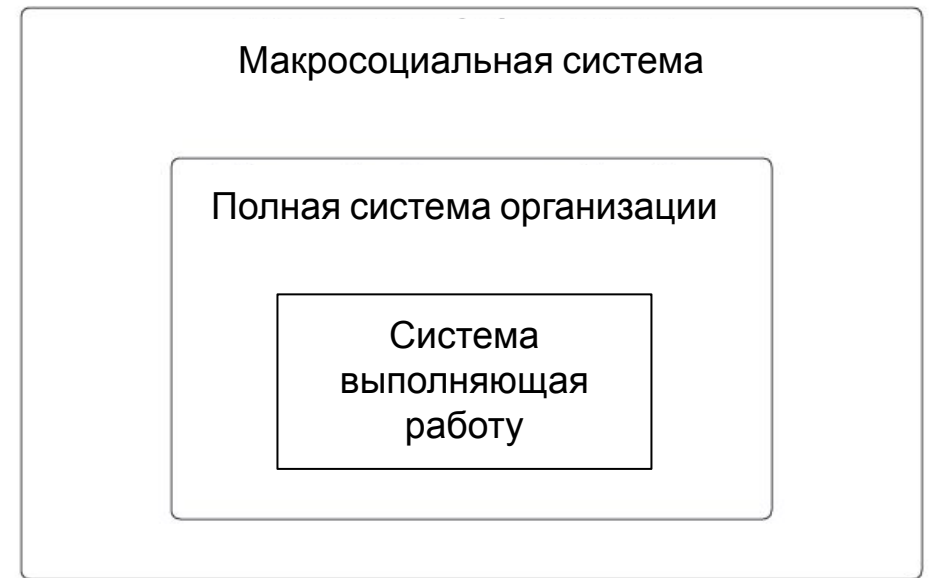 Макросоциальная система
Полная система организации
Система
выполняющая
работу